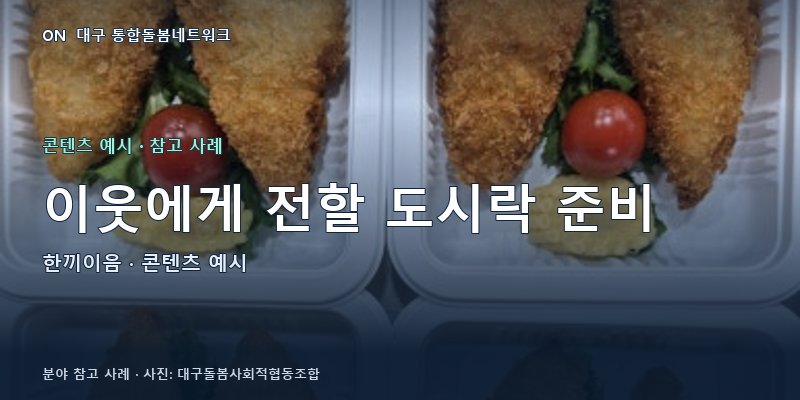 ON 대구 통합돌봄네트워크
콘텐츠 예시 · 참고 사례
이웃에게 전할 도시락 준비
한끼이음 · 콘텐츠 예시
분야 참고 사례 · 사진: 대구돌봄사회적협동조합